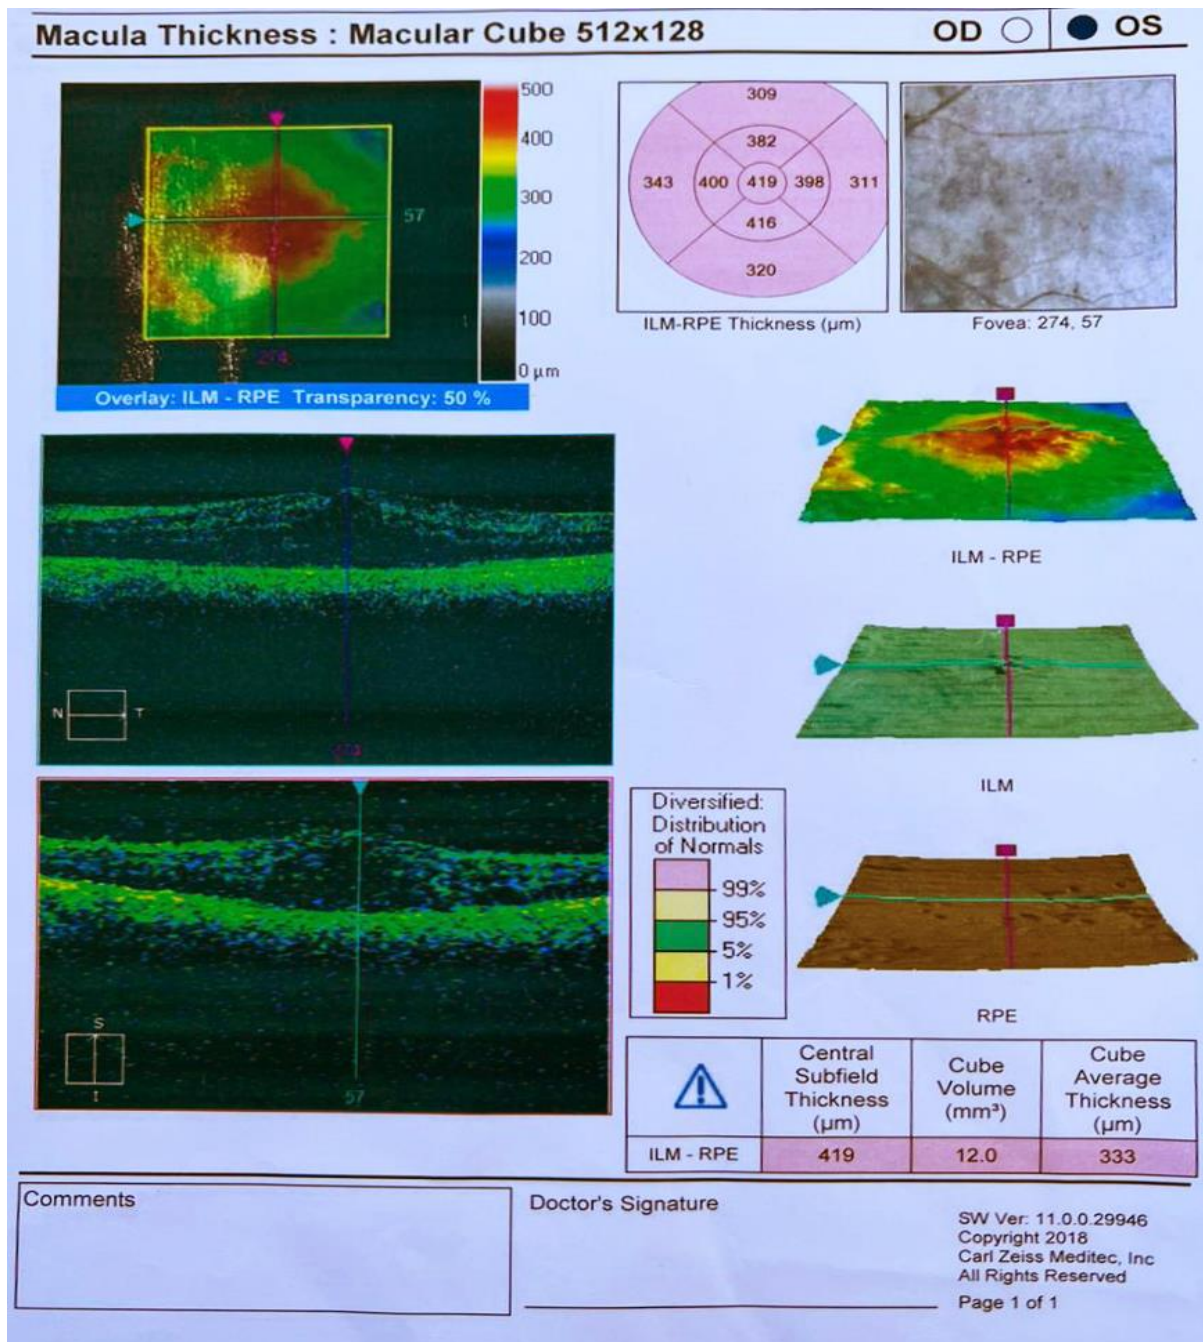 Macula Thickness : Macular Cube 512x128
OD OS
500
400
300
200
100
0 µm
57
274
Overlay: ILM - RPE Transparency: 50 %
309
382
343 400 419 398 311
416
320
ILM-RPE Thickness (µm)
Fovea: 274, 57
N T
274
S
I
57
ILM - RPE
ILM
RPE
Diversified:
Distribution
of Normals
99%
95%
5%
1%
Central Subfield Thickness (µm)
Cube Volume (mm³)
Cube Average Thickness (µm)
ILM - RPE 419 12.0 333
Comments
Doctor's Signature
SW Ver: 11.0.0.29946
Copyright 2018
Carl Zeiss Meditec, Inc
All Rights Reserved
Page 1 of 1